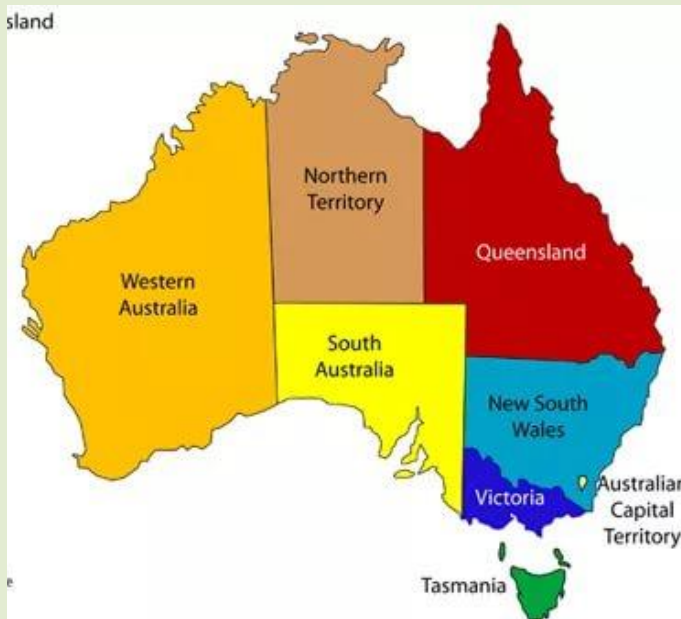 sland
Northern
Territory
Queensland
Western
Australia
South
Australia
New South
Wales
Victoria
Australian
Capital
Territory
Tasmania
e